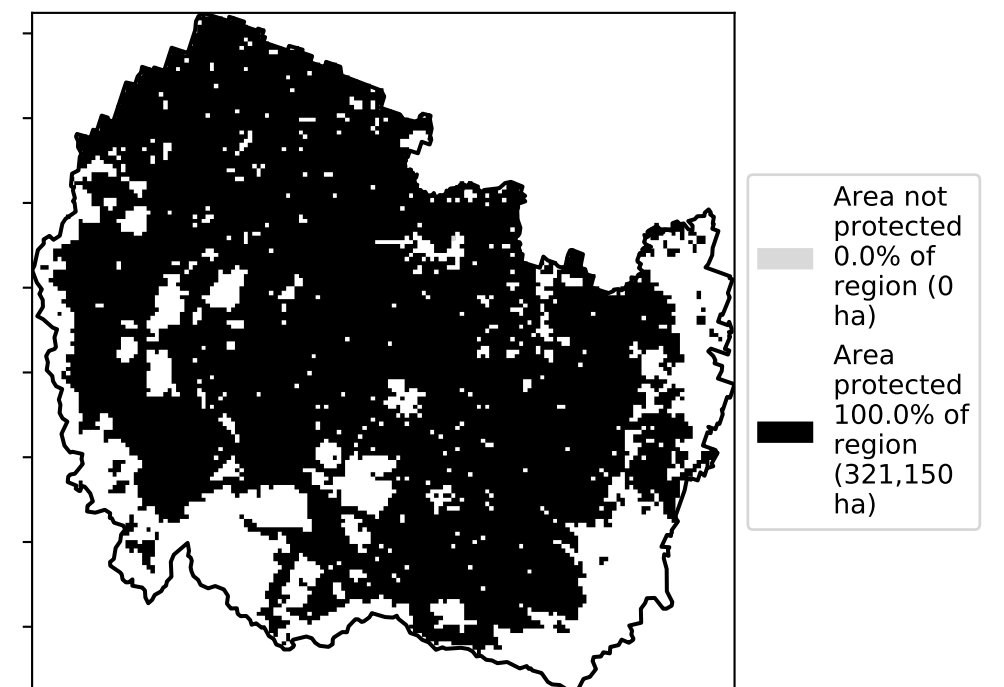 Area not
protected
0.0% of
region (0
ha)
Area
protected
100.0% of
region
(321,150
ha)